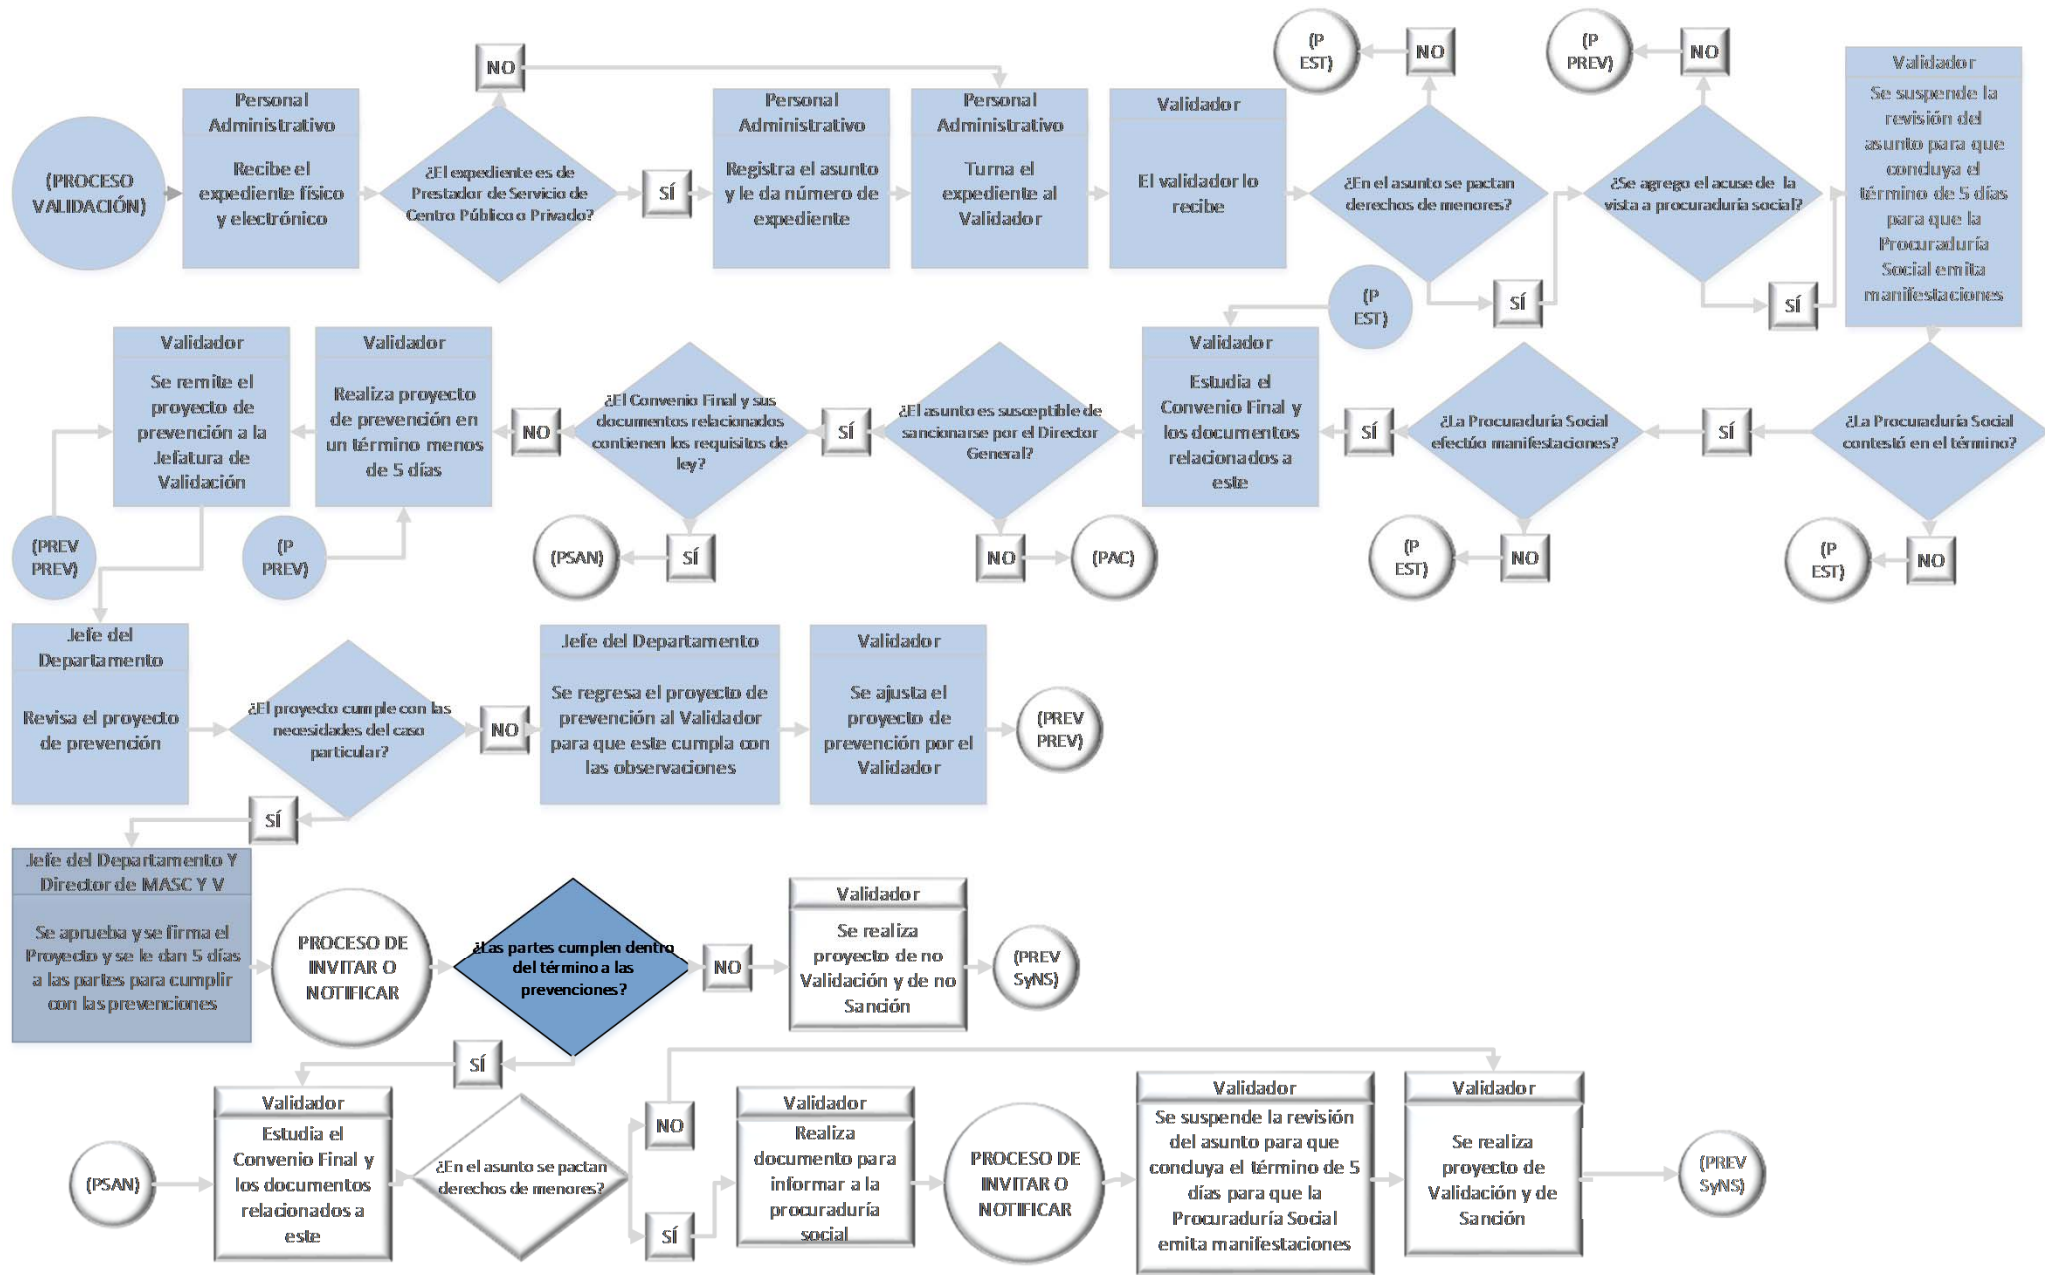 (PROCESO
VALIDACIÓN)
Personal
Administrativo
Recibe el
expediente físico
y electrónico
NO
¿El expediente es de
Prestador de Servicio de
Centro Público o Privado?
SÍ
Personal
Administrativo
Registra el asunto
y le da número de
expediente
Personal
Administrativo
Turna el
expediente al
Validador
Validador
El validador lo
recibe
(P
EST)
NO
¿En el asunto se pactan
derechos de menores?
SÍ
(P
PREV)
NO
¿Se agrego el acuse de la
vista a procuraduría social?
SÍ
Validador
Se suspende la
revisión del
asunto para que
concluya el
término de 5 días
para que la
Procuraduría
Social emita
manifestaciones
Validador
Se remite el
proyecto de
prevención a la
Jefatura de
Validación
(PREV
PREV)
Validador
Realiza proyecto
de prevención en
un término menos
de 5 días
(P
PREV)
NO
¿El Convenio Final y sus
documentos relacionados
contienen los requisitos de
ley?
(PSAN)
SÍ
SÍ
¿El asunto es susceptible de
sancionarse por el Director
General?
NO
(PAC)
(P
EST)
Validador
Estudia el
Convenio Final y
los documentos
relacionados a
este
SÍ
¿La Procuraduría Social
efectúo manifestaciones?
(P
EST)
NO
SÍ
¿La Procuraduría Social
contestó en el término?
(P
EST)
NO
Jefe del
Departamento
Revisa el proyecto
de prevención
¿El proyecto cumple con las
necesidades del caso
particular?
NO
SÍ
Jefe del Departamento
Se regresa el proyecto de
prevención al Validador
para que este cumpla con
las observaciones
Validador
Se ajusta el
proyecto de
prevención por el
Validador
(PREV
PREV)
Jefe del Departamento Y
Director de MASC Y V
Se aprueba y se firma el
Proyecto y se le dan 5 días
a las partes para cumplir
con las prevenciones
PROCESO DE
INVITAR O
NOTIFICAR
¿Las partes cumplen dentro
del término a las
prevenciones?
NO
Validador
Se realiza
proyecto de no
Validación y de no
Sanción
(PREV
SyNS)
SÍ
(PSAN)
Validador
Estudia el
Convenio Final y
los documentos
relacionados a
este
¿En el asunto se pactan
derechos de menores?
NO
SÍ
Validador
Realiza
documento para
informar a la
procuraduría
social
PROCESO DE
INVITAR O
NOTIFICAR
Validador
Se suspende la revisión
del asunto para que
concluya el término de 5
días para que la
Procuraduría Social
emita manifestaciones
Validador
Se realiza
proyecto de
Validación y de
Sanción
(PREV
SyNS)